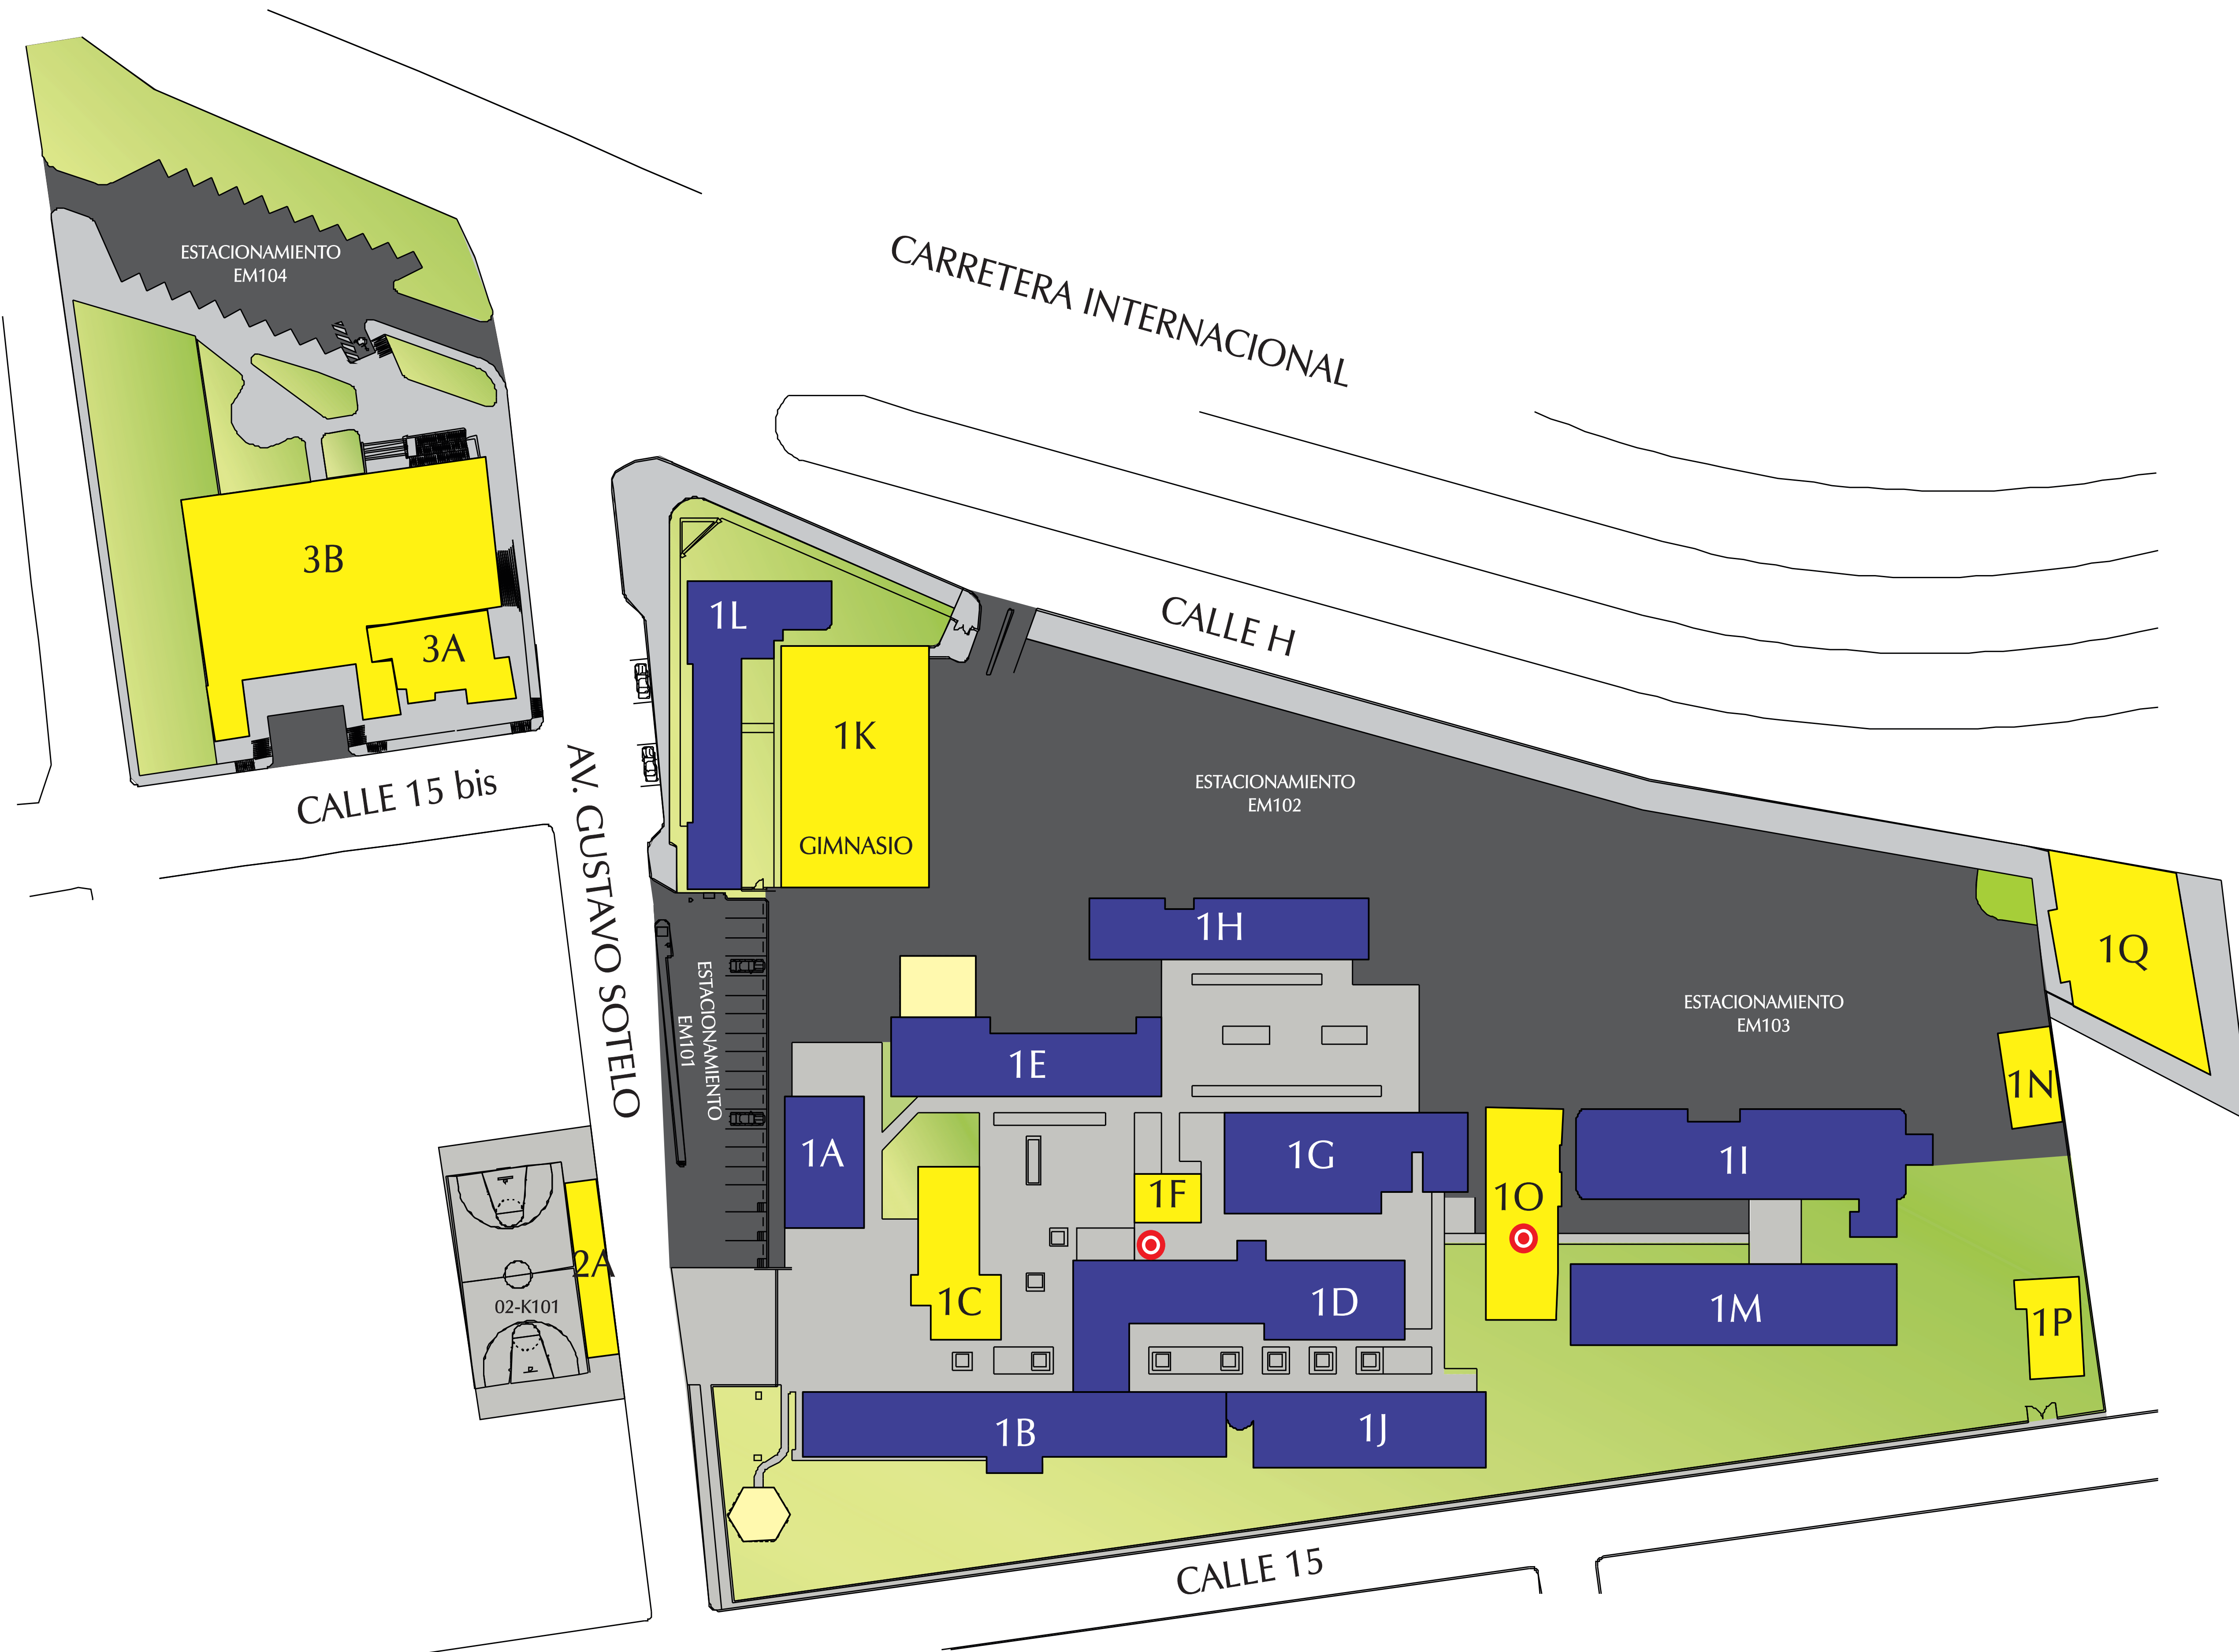 ESTACIONAMIENTO
EM104
CARRETERA INTERNACIONAL
3B
3A
1L
CALLE H
1K
GIMNASIO
CALLE 15 bis
AV. GUSTAVO SOTELO
ESTACIONAMIENTO
EM102
1H
1Q
ESTACIONAMIENTO
EM101
ESTACIONAMIENTO
EM103
1E
1N
1A
1G
1I
1F
1O
2A
02-K101
1C
1D
1M
1P
1B
1J
CALLE 15